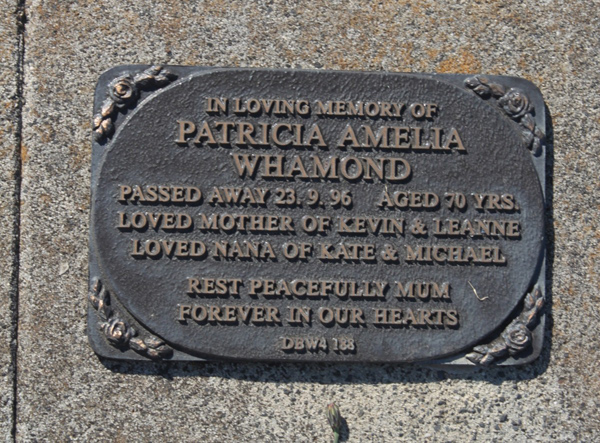 IN LOVING MEMORY OF
PATRICIA AMELIA
WHAMOND
PASSED AWAY 23. 9. 96 AGED 70 YRS.
LOVED MOTHER OF KEVIN & LEANNE
LOVED NANA OF KATE & MICHAEL
REST PEACEFULLY MUM
FOREVER IN OUR HEARTS
DBW4 188